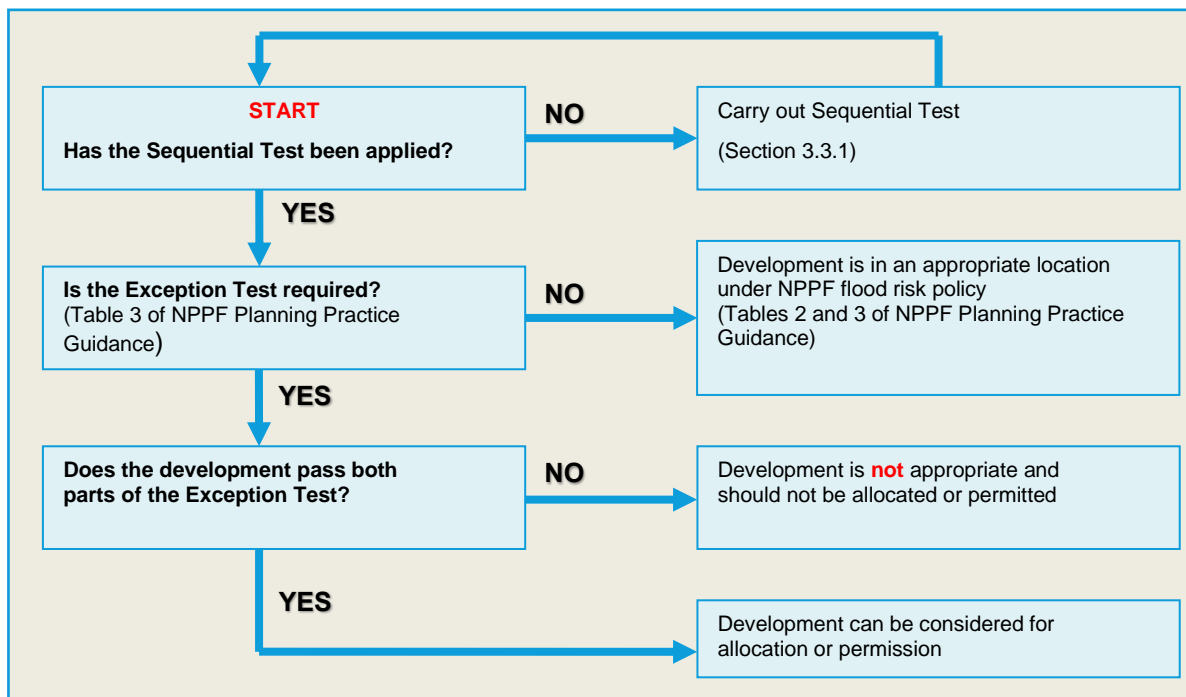 START
Has the Sequential Test been applied?
NO
Carry out Sequential Test
(Section 3.3.1)
YES
Is the Exception Test required?
(Table 3 of NPPF Planning Practice
Guidance)
NO
Development is in an appropriate location
under NPPF flood risk policy
(Tables 2 and 3 of NPPF Planning Practice
Guidance)
YES
Does the development pass both
parts of the Exception Test?
NO
Development is not appropriate and
should not be allocated or permitted
YES
Development can be considered for
allocation or permission